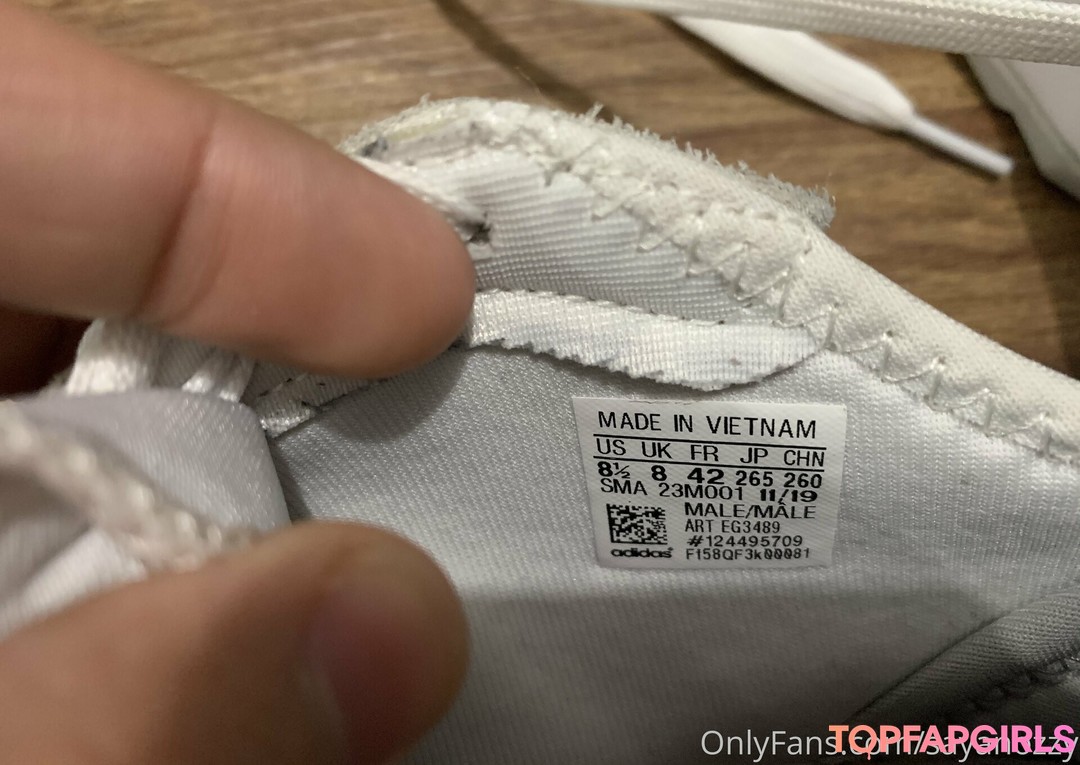 MADE IN VIETNAM
US UK FR JP CHN
8½ 8 42 265 260
SMA 23M001 11/19
MALE/MÂLE
ART EG3489
#124495709
adidas F158QF3k00081
OnlyFans.com/
TOPFAPGIRLS